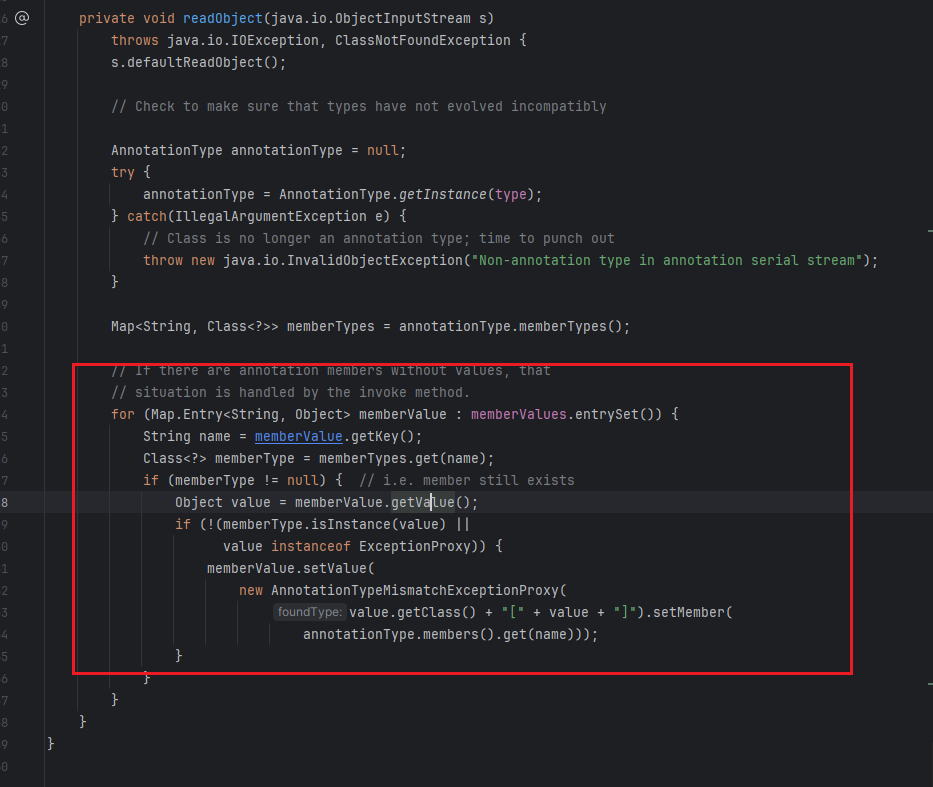 6 @ private void readObject(java.io.ObjectInputStream s)
7 throws java.io.IOException, ClassNotFoundException {
8 s.defaultReadObject();
9
0 // Check to make sure that types have not evolved incompatibly
1
2 AnnotationType annotationType = null;
3 try {
4 annotationType = AnnotationType.getInstance(type);
5 } catch(IllegalArgumentException e) {
6 // Class is no longer an annotation type; time to punch out
7 throw new java.io.InvalidObjectException("Non-annotation type in annotation serial stream");
8 }
9
0 Map<String, Class<?>> memberTypes = annotationType.memberTypes();
1
2 // If there are annotation members without values, that
3 // situation is handled by the invoke method.
4 for (Map.Entry<String, Object> memberValue : memberValues.entrySet()) {
5 String name = memberValue.getKey();
6 Class<?> memberType = memberTypes.get(name);
7 if (memberType != null) { // i.e. member still exists
8 Object value = memberValue.getValue();
9 if (!(memberType.isInstance(value) ||
0 value instanceof ExceptionProxy)) {
1 memberValue.setValue(
2 new AnnotationTypeMismatchExceptionProxy(
3 foundType: value.getClass() + "[" + value + "]").setMember(
4 annotationType.members().get(name)));
5 }
6 }
7 }
8 }
9 }
0